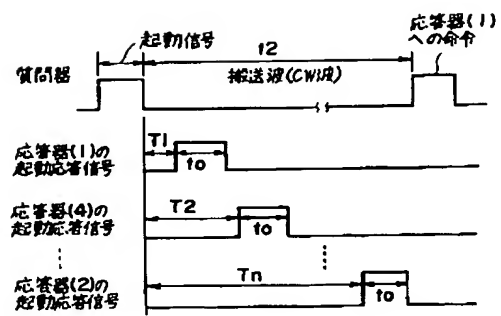 起動信号
t2
応答器(1)
への命令
質問器
搬送波(CW波)
T1
to
応答器(1)の
起動応答信号
T2
to
応答器(4)の
起動応答信号
Tn
to
応答器(2)の
起動応答信号